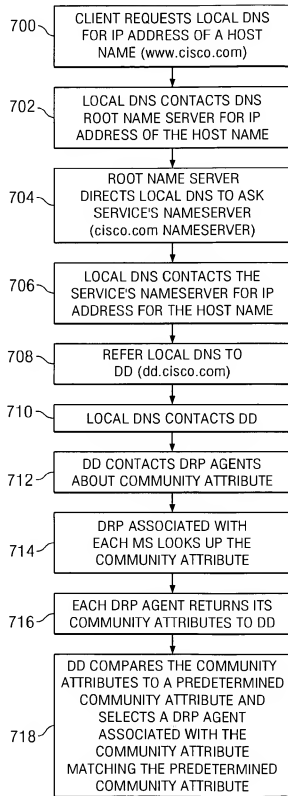 700
CLIENT REQUESTS LOCAL DNS
FOR IP ADDRESS OF A HOST
NAME (www.cisco.com)
702
LOCAL DNS CONTACTS DNS
ROOT NAME SERVER FOR IP
ADDRESS OF THE HOST NAME
704
ROOT NAME SERVER
DIRECTS LOCAL DNS TO ASK
SERVICE'S NAMESERVER
(cisco.com NAMESERVER)
706
LOCAL DNS CONTACTS THE
SERVICE'S NAMESERVER FOR IP
ADDRESS FOR THE HOST NAME
708
REFER LOCAL DNS TO
DD (dd.cisco.com)
710
LOCAL DNS CONTACTS DD
712
DD CONTACTS DRP AGENTS
ABOUT COMMUNITY ATTRIBUTE
714
DRP ASSOCIATED WITH
EACH MS LOOKS UP THE
COMMUNITY ATTRIBUTE
716
EACH DRP AGENT RETURNS ITS
COMMUNITY ATTRIBUTES TO DD
718
DD COMPARES THE COMMUNITY
ATTRIBUTES TO A PREDETERMINED
COMMUNITY ATTRIBUTE AND
SELECTS A DRP AGENT
ASSOCIATED WITH THE
COMMUNITY ATTRIBUTE
MATCHING THE PREDETERMINED
COMMUNITY ATTRIBUTE